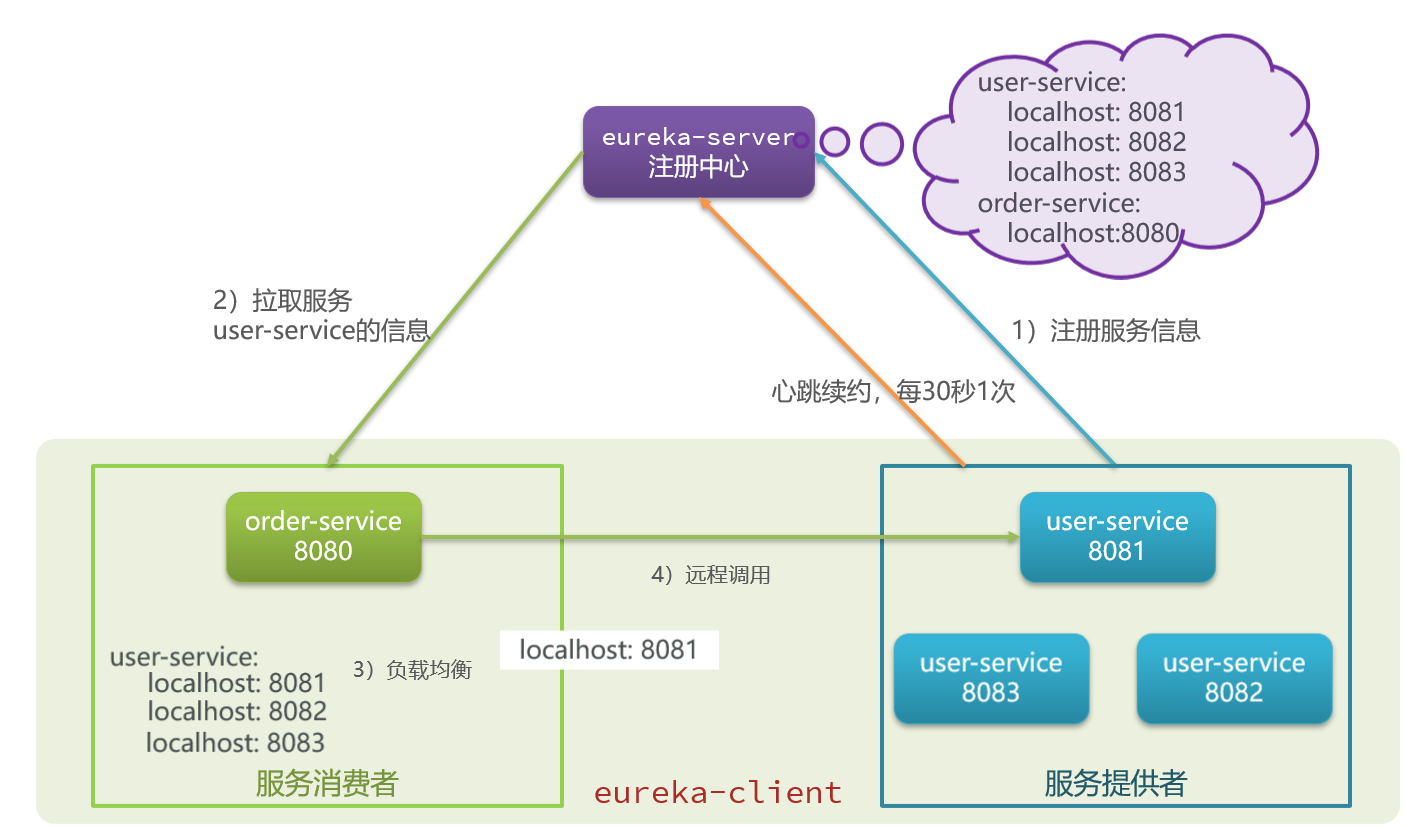 eureka-server
注册中心
user-service:
localhost: 8081
localhost: 8082
localhost: 8083
order-service:
localhost:8080
2）拉取服务
user-service的信息
1）注册服务信息
心跳续约，每30秒1次
order-service
8080
user-service
8081
4）远程调用
localhost: 8081
user-service:
localhost: 8081
localhost: 8082
localhost: 8083
3）负载均衡
user-service
8083
user-service
8082
服务消费者
eureka-client
服务提供者